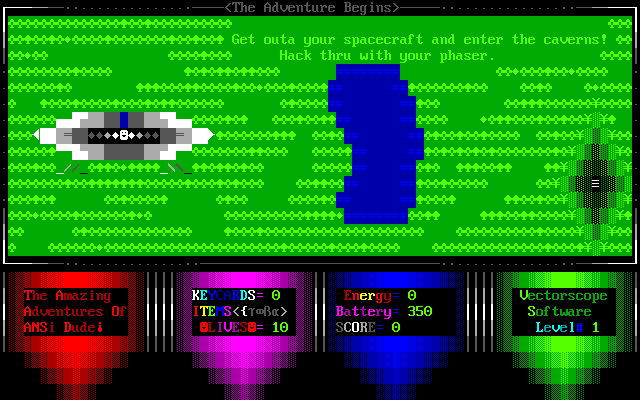 <The Adventure Begins>
Get outa your spacecraft and enter the caverns!
Hack thru with your phaser.
The Amazing
Adventures Of
ANSi Dude!
KEYCARDS= 0
ITEMS<{τ∞ßα>
LIVES = 10
Energy= 0
Battery= 350
SCORE= 0
Vectorscope
Software
Level# 1